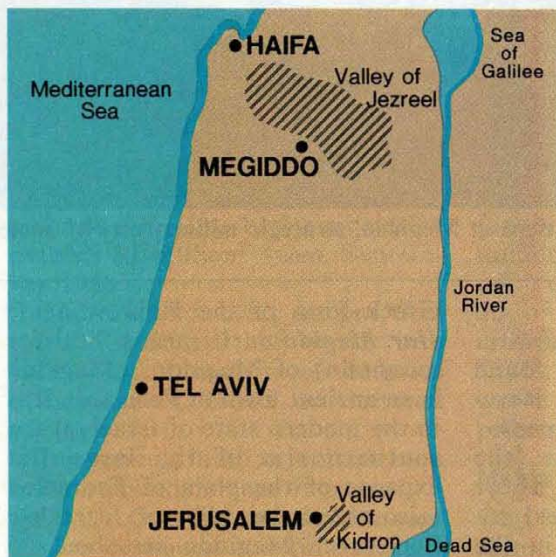 HAIFA
Sea
of
Galilee
Valley of
Jezreel
Mediterranean
Sea
MEGIDDO
Jordan
River
TEL AVIV
JERUSALEM
Valley
of
Kidron
Dead Sea